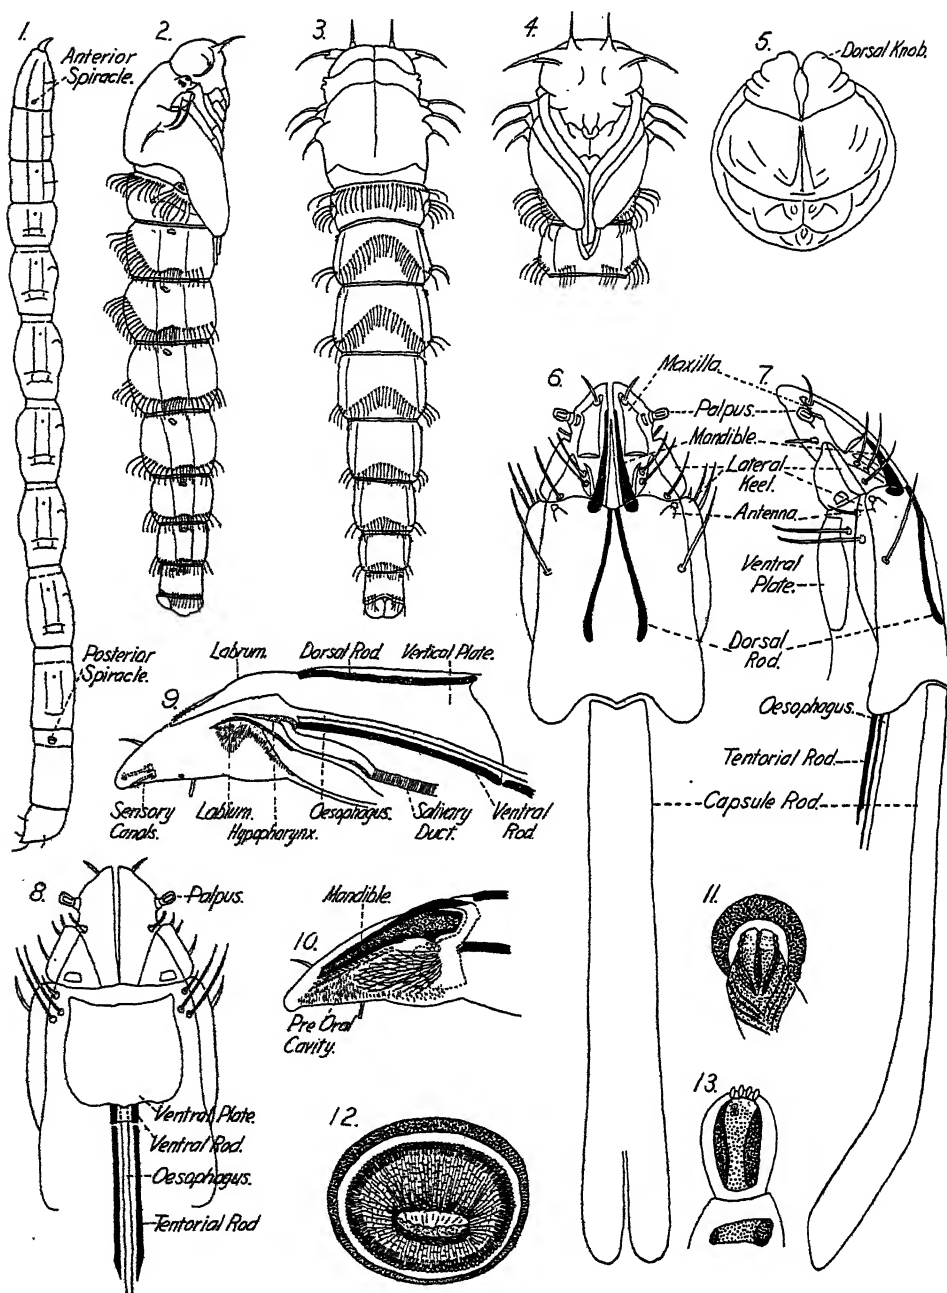 1.
Anterior
Spiracle.
2.
3.
4.
5.
Dorsal Knob.
6.
Maxilla.
7.
Palpus.
Mandible.
Lateral
Keel.
Antenna.
Ventral
Plate.
Dorsal
Rod.
Oesophagus.
Tentorial Rod.
Capsule Rod.
Posterior
Spiracle.
9.
Labrum.
Dorsal Rod.
Vertical Plate.
Sensory
Canals.
Labium.
Hypopharynx.
Oesophagus.
Salivary
Duct.
Ventral
Rod.
8.
Palpus.
Ventral Plate.
Ventral Rod.
Oesophagus.
Tentorial Rod
10.
Mandible.
Pre Oral
Cavity.
11.
12.
13.